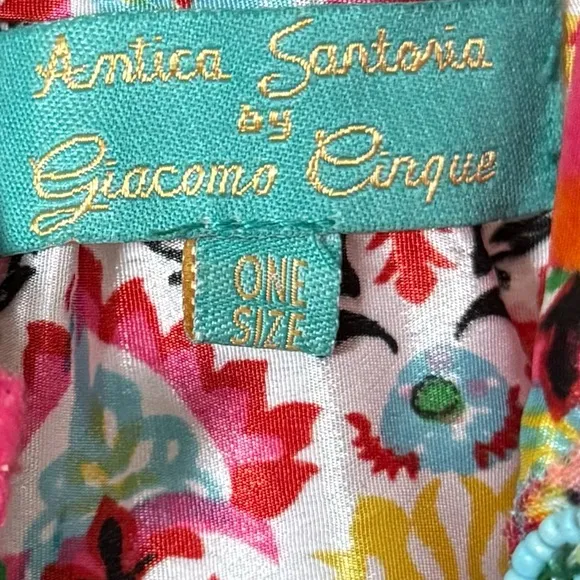 Antica Sartoria
by
Giacomo Cinque
ONE
SIZE